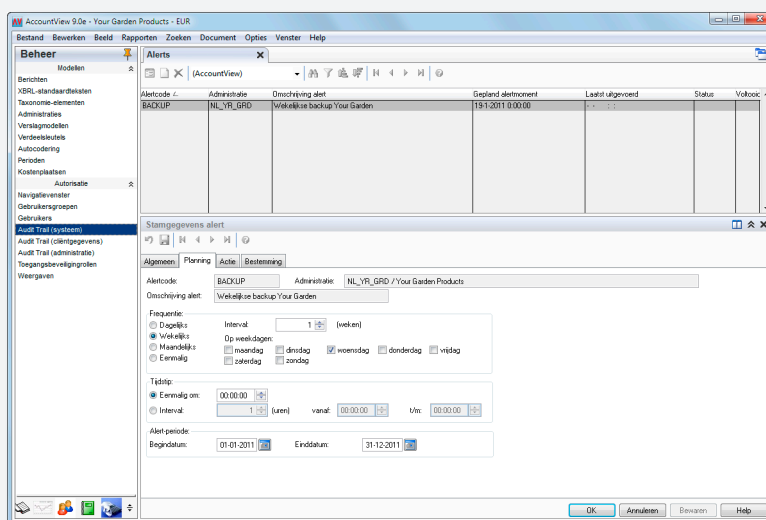 AccountView 9.0e - Your Garden Products - EUR
Bestand Bewerken Beeld Rapporten Zoeken Document Opties Venster Help
Beheer
Modellen
Berichten
XBRL-standaardteksten
Taxonomie-elementen
Administraties
Verslagmodellen
Verdeelsleutels
Autocodering
Perioden
Kostenplaatsen
Autorisatie
Navigatievenster
Gebruikersgroepen
Gebruikers
Audit Trail (systeem)
Audit Trail (cliëntgegevens)
Audit Trail (administratie)
Toegangsbeveiligingrollen
Weergaven
Alerts
(AccountView)
Alertcode Administratie Omschrijving alert Gepland alertmoment Laatst uitgevoerd Status Voltooic
BACKUP NL_YR_GRD Wekelijkse backup Your Garden 19-1-2011 0:00:00 - - : :
Stamgegevens alert
Algemeen Planning Actie Bestemming
Alertcode: BACKUP Administratie: NL_YR_GRD / Your Garden Products
Omschrijving alert: Wekelijkse backup Your Garden
Frequentie:
Dagelijks Interval: 1 (weken)
Wekelijks Op weekdagen:
Maandelijks maandag dinsdag woensdag donderdag vrijdag
Eenmalig zaterdag zondag
Tijdstip:
Eenmalig om: 00:00:00
Interval: 1 (uren) vanaf: 00:00:00 t/m: 00:00:00
Alert-periode:
Begindatum: 01-01-2011 Einddatum: 31-12-2011
OK Annuleren Bewaren Help